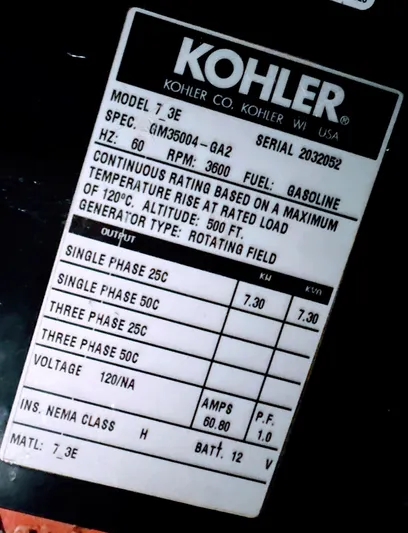 KOHLER®
KOHLER CO. KOHLER WI USA
MODEL 7_3E
SPEC. GM35004-GA2 SERIAL 2032052
HZ: 60 RPM: 3600 FUEL: GASOLINE
CONTINUOUS RATING BASED ON A MAXIMUM
TEMPERATURE RISE AT RATED LOAD
OF 120ºC. ALTITUDE: 500 FT.
GENERATOR TYPE: ROTATING FIELD
OUTPUT KW KVA
SINGLE PHASE 25C 7.30 7.30
SINGLE PHASE 50C
THREE PHASE 25C
THREE PHASE 50C
VOLTAGE 120/NA AMPS 60.80 P.F. 1.0
INS. NEMA CLASS H BATT. 12 V
MATL: 7_3E